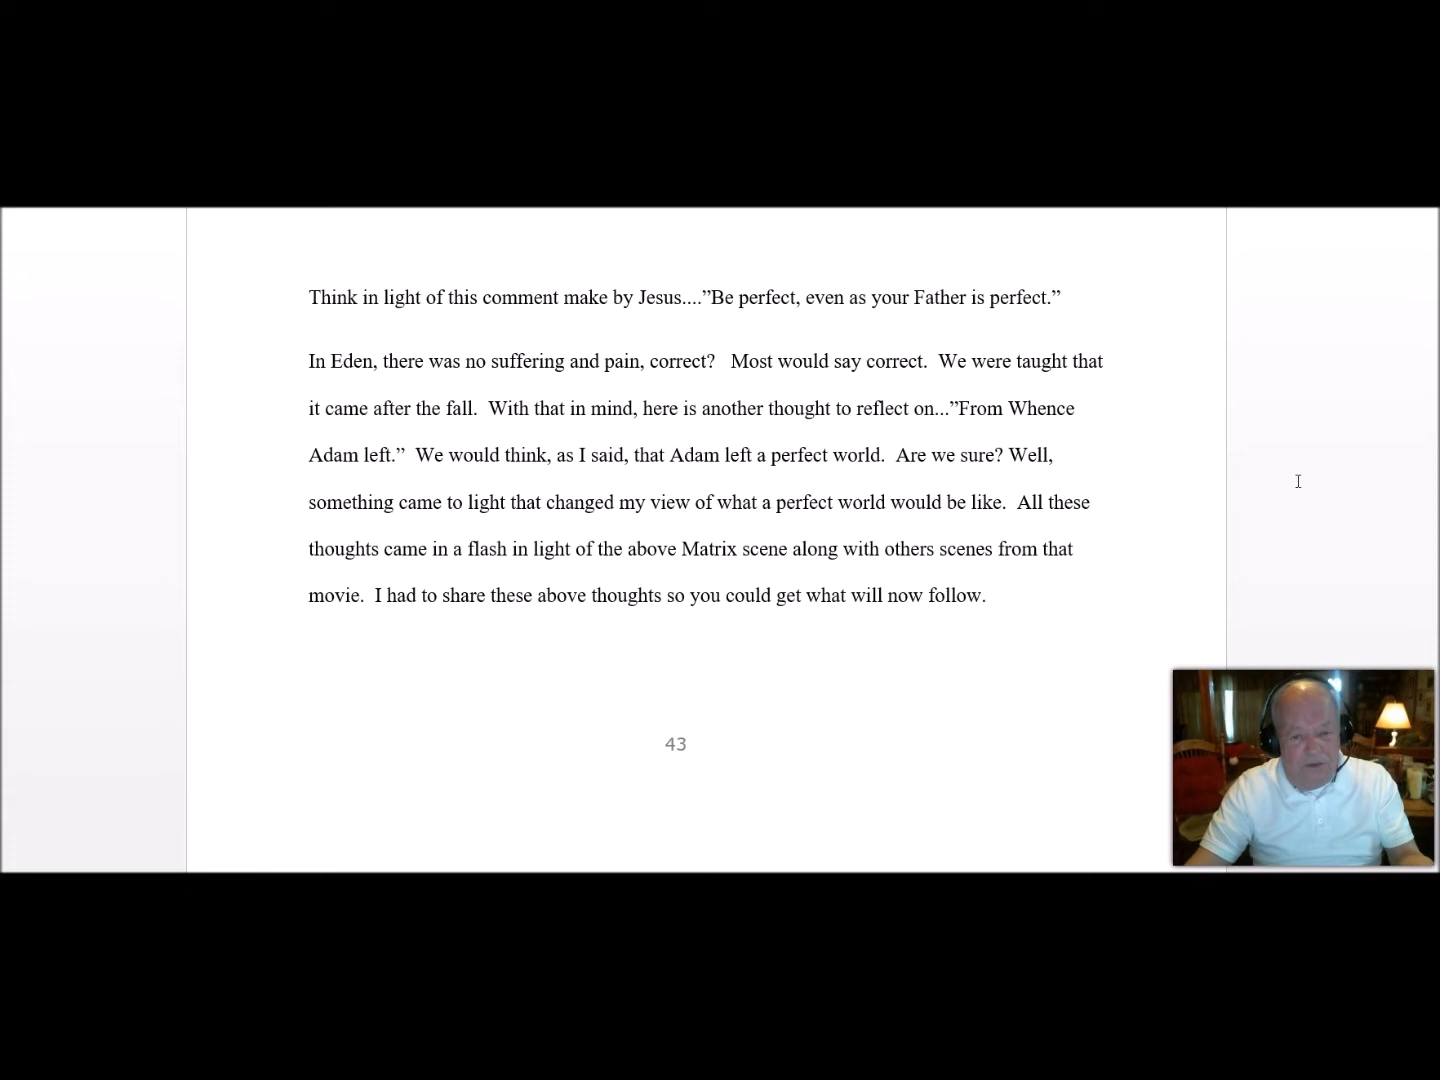 Think in light of this comment make by Jesus....”Be perfect, even as your Father is perfect.”
In Eden, there was no suffering and pain, correct?   Most would say correct.  We were taught that
it came after the fall.  With that in mind, here is another thought to reflect on...”From Whence
Adam left.”  We would think, as I said, that Adam left a perfect world.  Are we sure? Well,
something came to light that changed my view of what a perfect world would be like.  All these
thoughts came in a flash in light of the above Matrix scene along with others scenes from that
movie.  I had to share these above thoughts so you could get what will now follow.
43